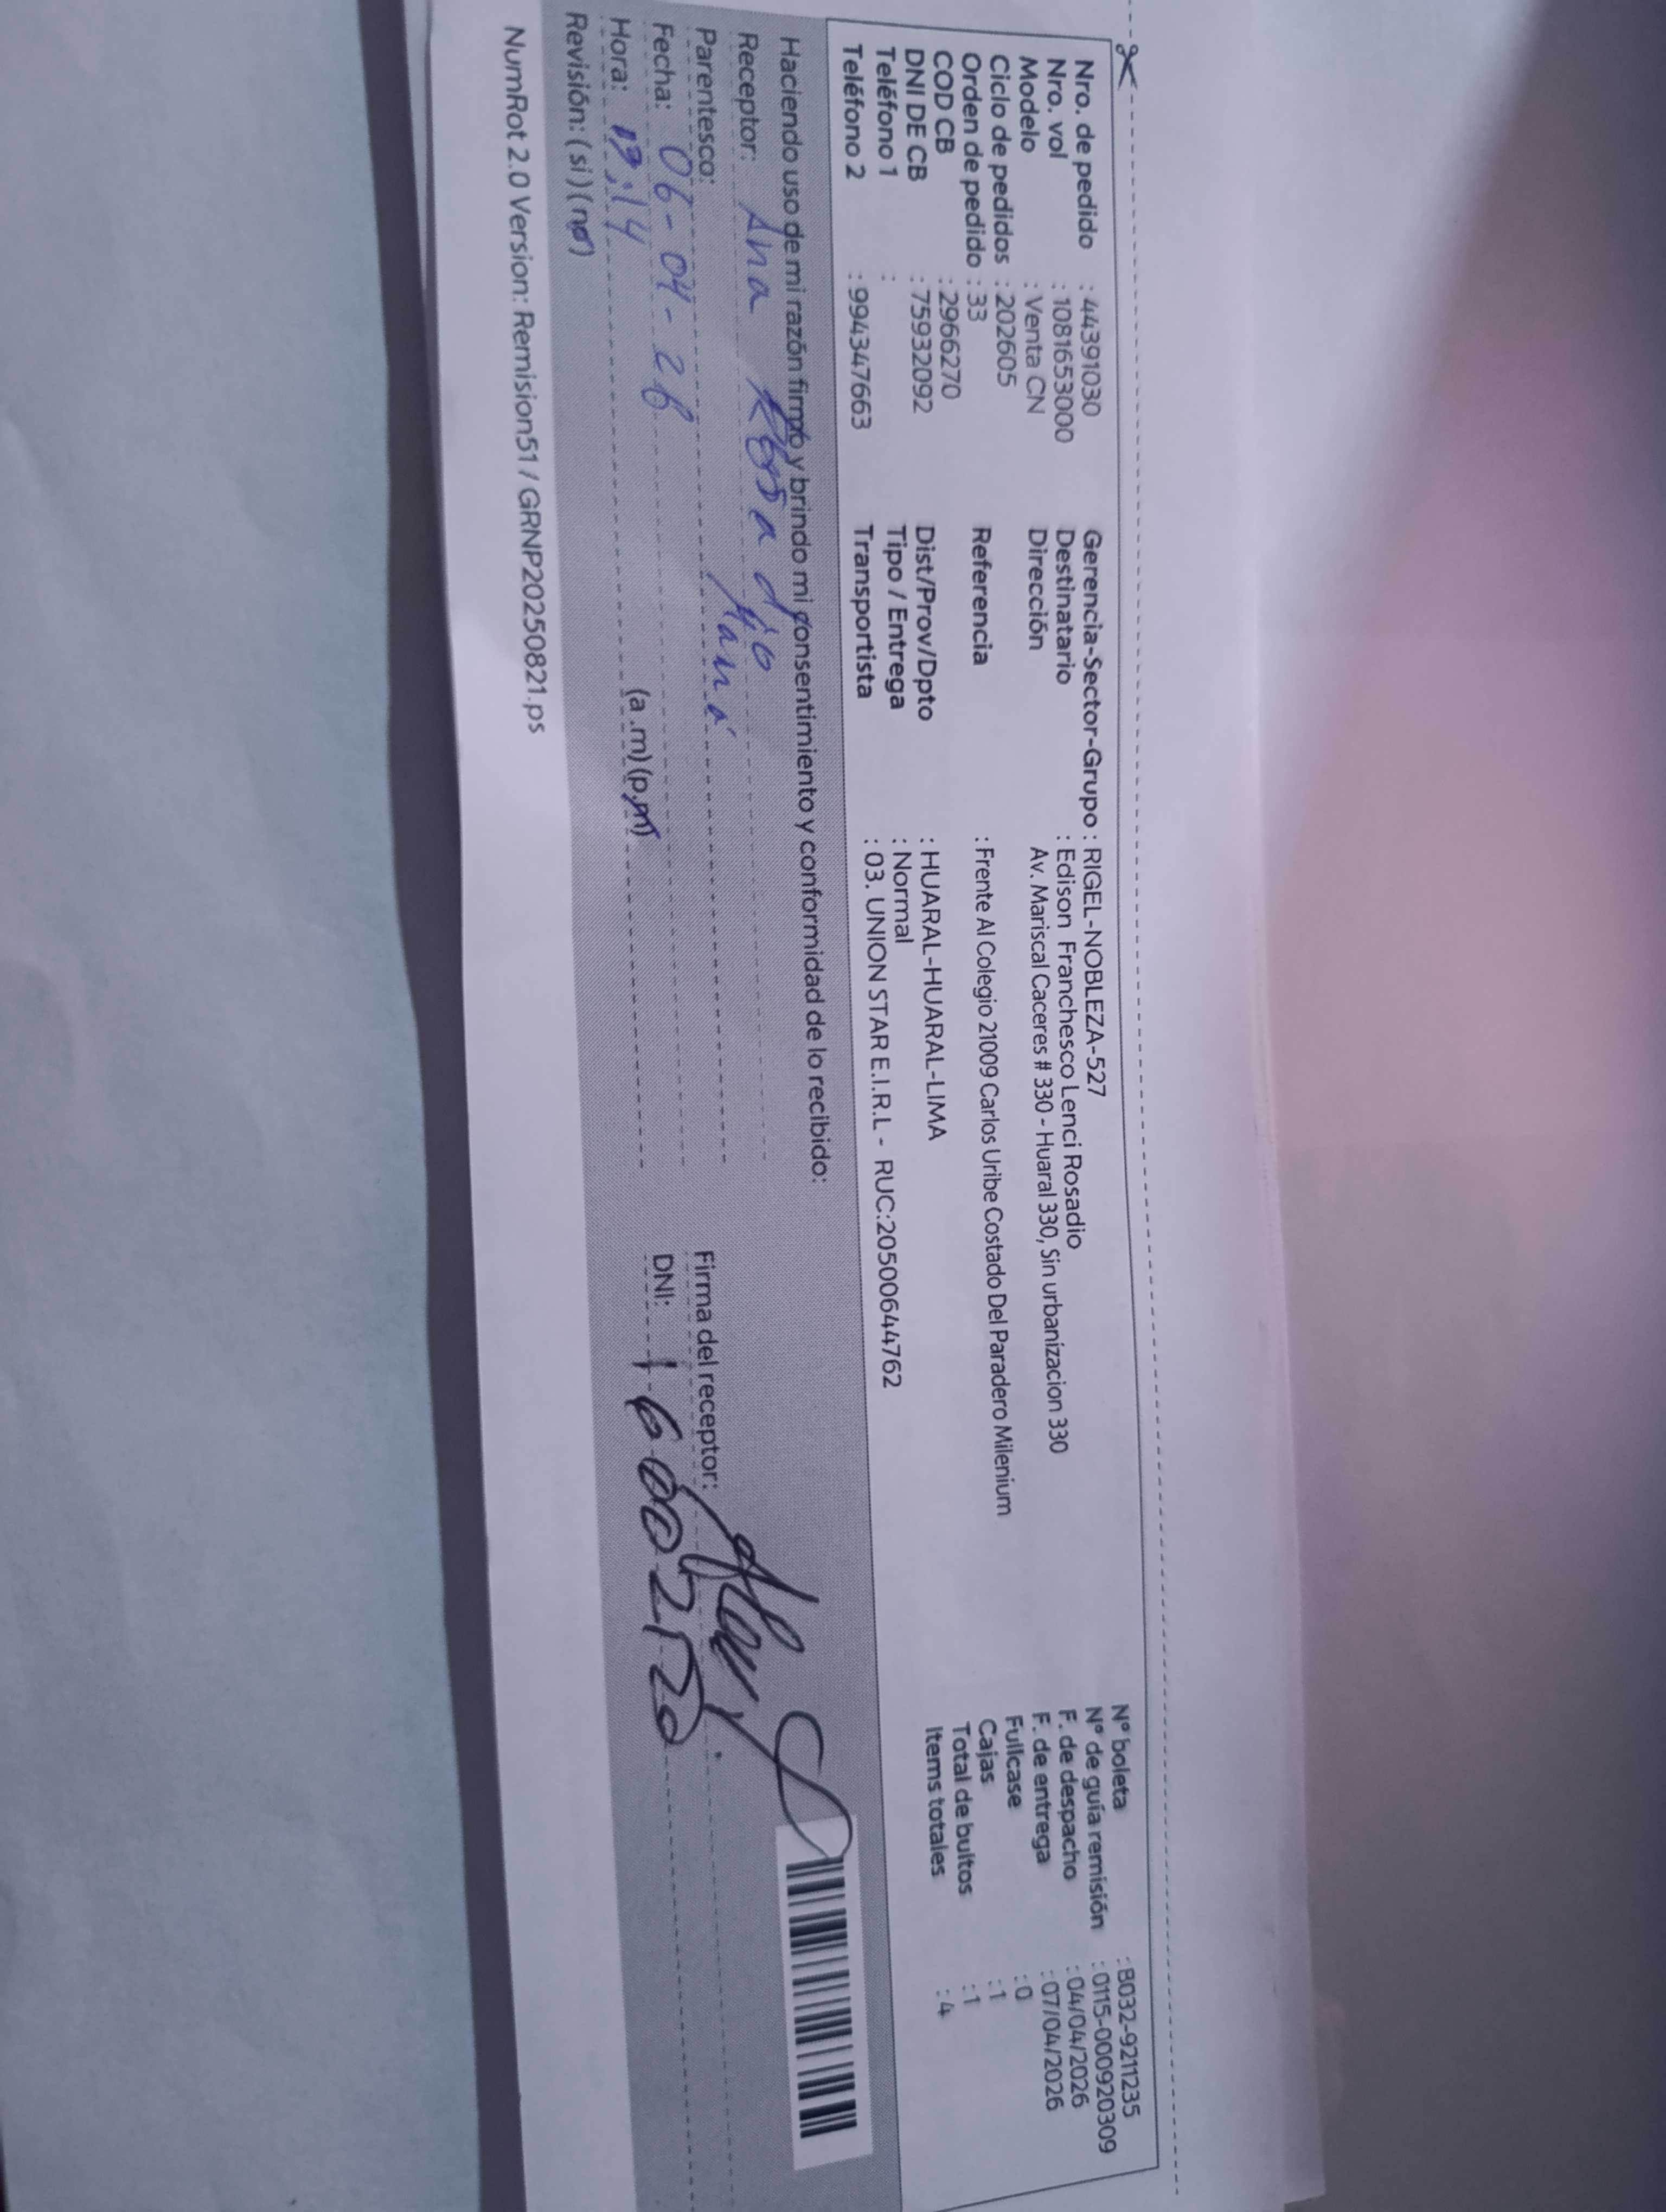 Nro. de pedido : 44391030
Nro. vol : 1081653000
Modelo : Venta CN
Ciclo de pedidos : 202605
Orden de pedido : 33
COD CB : 2966270
DNI DE CB : 75932092
Teléfono 1 :
Teléfono 2 : 994347663
Gerencia-Sector-Grupo : RIGEL-NOBLEZA-527
Destinatario : Edison Franchesco Lenci Rosadio
Dirección Av. Mariscal Caceres # 330 - Huaral 330, Sin urbanizacion 330
Referencia : Frente Al Colegio 21009 Carlos Uribe Costado Del Paradero Milenium
Dist/Prov/Dpto : HUARAL-HUARAL-LIMA
Tipo / Entrega : Normal
Transportista : 03. UNION STAR E.I.R.L - RUC:20500644762
N° boleta : B032-9211235
N° de guía remisión : 0115-000920309
F. de despacho : 04/04/2026
F. de entrega : 07/04/2026
Fullcase : 0
Cajas : 1
Total de bultos : 1
Items totales : 4
Haciendo uso de mi razón firmo y brindo mi consentimiento y conformidad de lo recibido:
Receptor: Ana Rosadio
Parentesco: Mamá
Fecha: 06-04-26
Hora: :14 (a.m) (p.m)
Revisión: (si) (no)
Firma del receptor:
DNI:
NumRot 2.0 Version: Remision51 / GRNP20250821.ps